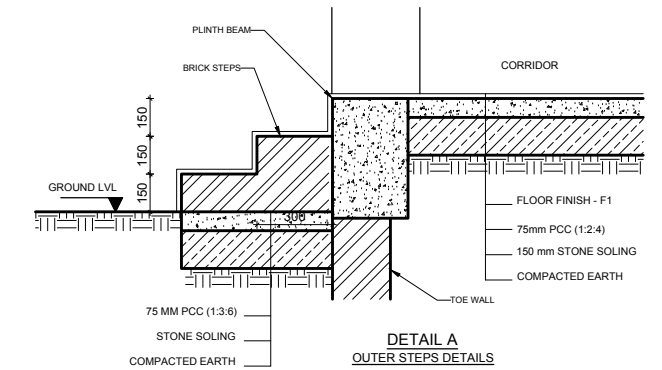 PLINTH BEAM
BRICK STEPS
CORRIDOR
150
150
150
GROUND LVL
300
FLOOR FINISH - F1
75mm PCC (1:2:4)
150 mm STONE SOLING
COMPACTED EARTH
TOE WALL
75 MM PCC (1:3:6)
STONE SOLING
COMPACTED EARTH
DETAIL A
OUTER STEPS DETAILS